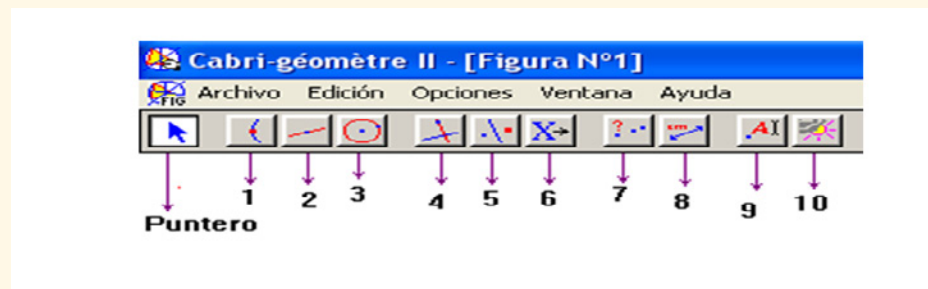 Cabri-géomètre II - [Figura N°1]
FIG Archivo Edición Opciones Ventana Ayuda
X ? cm A
1 2 3 4 5 6 7 8 9 10
Puntero